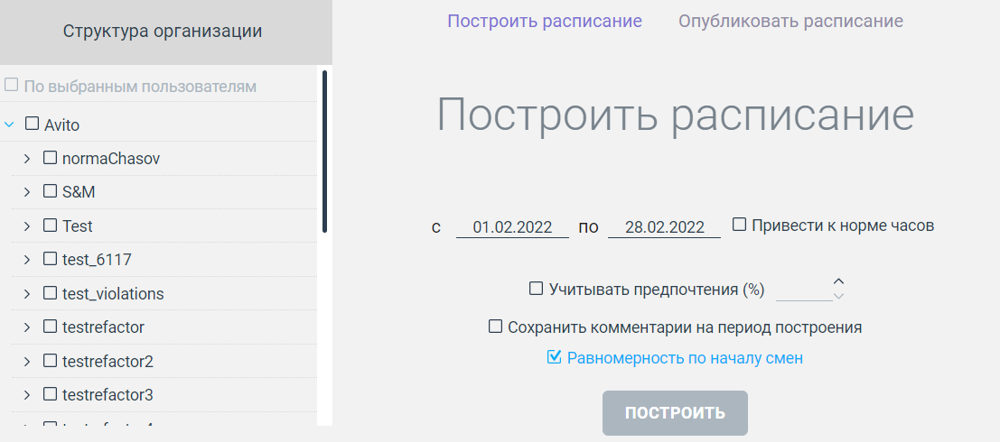 Структура организации
По выбранным пользователям
Avito
normaChasov
S&M
Test
test_6117
test_violations
testrefactor
testrefactor2
testrefactor3
Построить расписание Опубликовать расписание
Построить расписание
с 01.02.2022 по 28.02.2022 Привести к норме часов
Учитывать предпочтения (%)
Сохранить комментарии на период построения
Равномерность по началу смен
ПОСТРОИТЬ